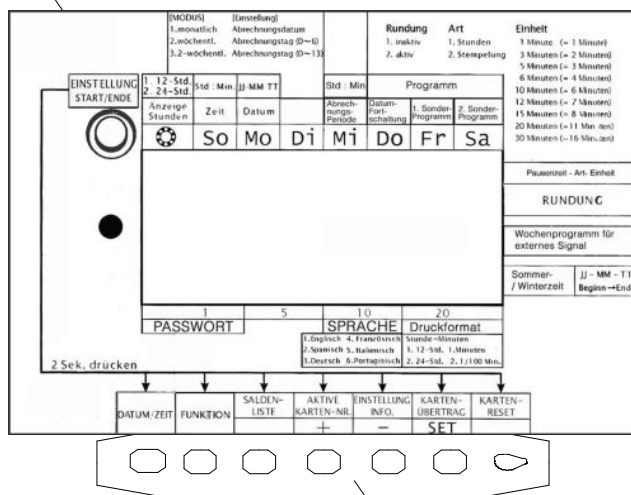 [MODUS] [Einstellung]
1.monatlich Abrechnungsdatum
2.wöchentl. Abrechnungstag (0~6)
3.2-wöchentl. Abrechnungstag (0~13)
Rundung Art
1. inaktiv 1. Stunden
2. aktiv 2. Stempelung
Einheit
1 Minute (= 1 Minute)
3 Minuten (= 2 Minuten)
5 Minuten (= 3 Minuten)
6 Minuten (= 4 Minuten)
10 Minuten (= 6 Minuten)
12 Minuten (= 7 Minuten)
15 Minuten (= 8 Minuten)
20 Minuten (=11 Minuten)
30 Minuten (=16 Minuten)
EINSTELLUNG
START/ENDE
1. 12-Std.
2. 24-Std.
Std : Min. JJ-MM TT Std : Min Programm
Anzeige Stunden
Zeit
Datum
Abrech-nungs-Periode
Datum-Fort-schaltung
1. Sonder-Programm
2. Sonder-Programm
So Mo Di Mi Do Fr Sa
Pausenzeit - Art- Einheit
RUNDUNG
Wochenprogramm für
externes Signal
Sommer-
/ Winterzeit
JJ - MM - TT
Beginn→End
1 5 10 20
PASSWORT SPRACHE Druckformat
1.Englisch 4. Französisch Stunde-Minuten
2.Spanisch 5. Italienisch 1. 12-Std. 1.Minuten
3.Deutsch 6.Portugisisch 2. 24-Std. 2. 1/100 Min.
2 Sek. drücken
DATUM/ZEIT
FUNKTION
SALDEN-
LISTE
AKTIVE
KARTEN-NR.
EINSTELLUNG
INFO.
KARTEN-
ÜBERTRAG
KARTEN-
RESET
+ − SET